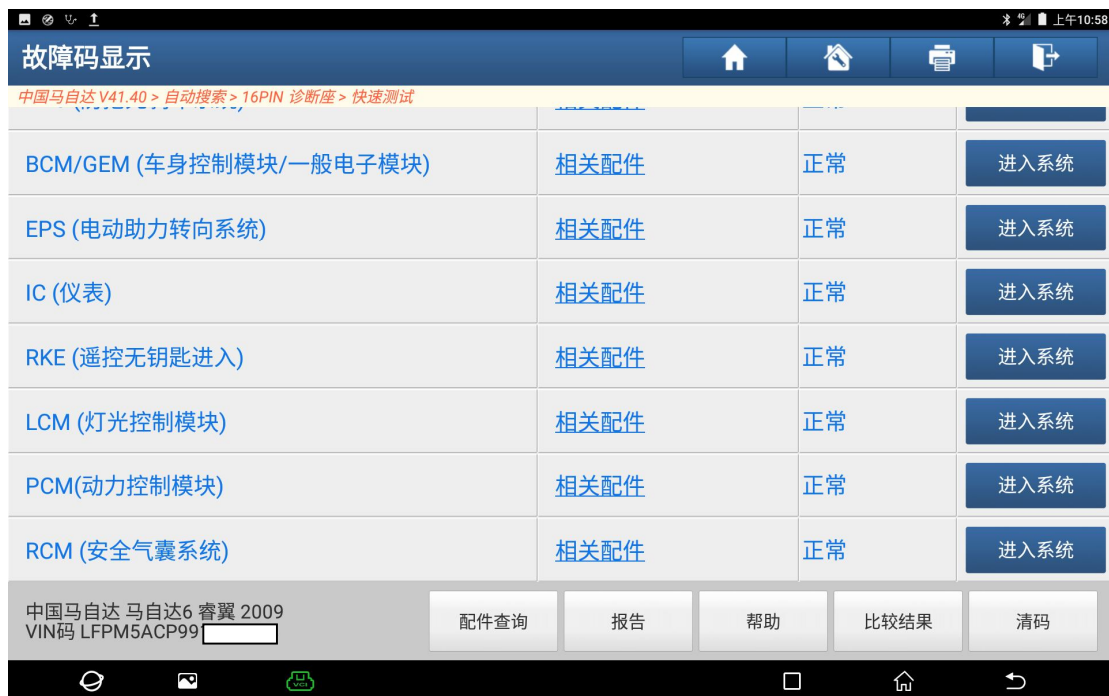 上午10:58
故障码显示
中国马自达 V41.40 > 自动搜索 > 16PIN 诊断座 > 快速测试
BCM/GEM (车身控制模块/一般电子模块) 相关配件 正常 进入系统
EPS (电动助力转向系统) 相关配件 正常 进入系统
IC (仪表) 相关配件 正常 进入系统
RKE (遥控无钥匙进入) 相关配件 正常 进入系统
LCM (灯光控制模块) 相关配件 正常 进入系统
PCM(动力控制模块) 相关配件 正常 进入系统
RCM (安全气囊系统) 相关配件 正常 进入系统
中国马自达 马自达6 睿翼 2009
VIN码 LFPM5ACP99
配件查询 报告 帮助 比较结果 清码
VCI